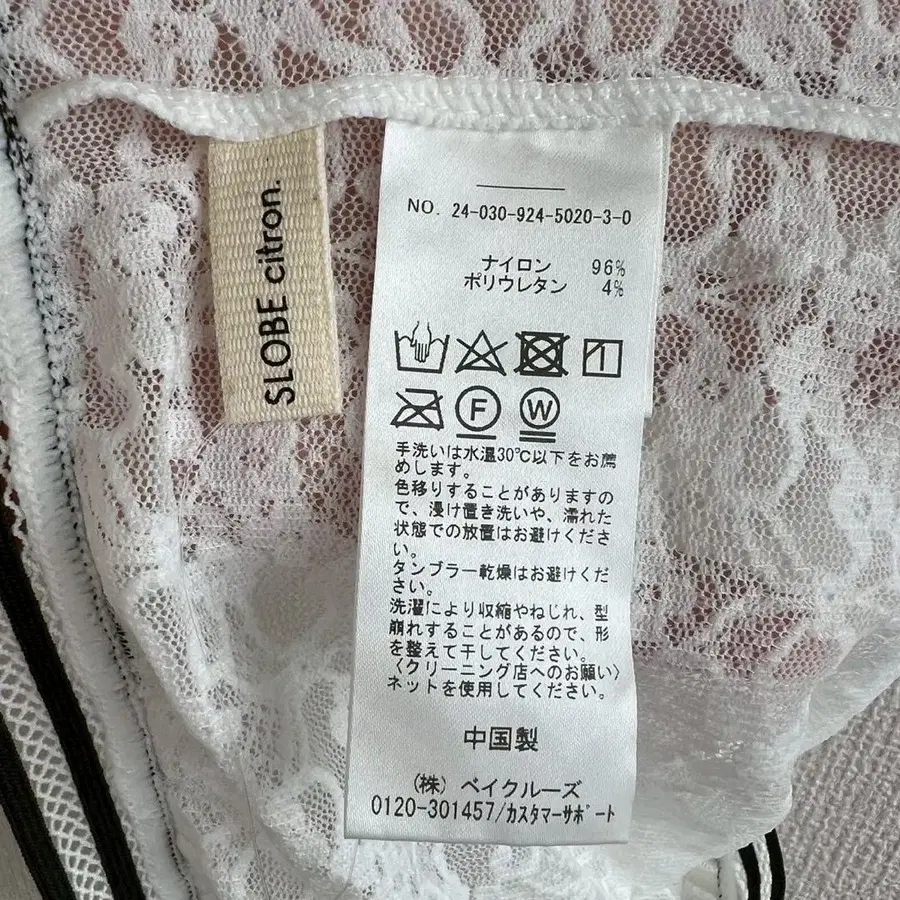 SLOBE citron.
NO. 24-030-924-5020-3-0
ナイロン 96%
ポリウレタン 4%
F W
手洗いは水温30℃以下をお薦
めします。
色移りすることがありますの
で、浸け置き洗いや、濡れた
状態での放置はお避けくださ
い。
タンブラー乾燥はお避けくだ
さい。
洗濯により収縮やねじれ、型
崩れすることがあるので、形
を整えて干してください。
〈クリーニング店へのお願い〉
ネットを使用してください。
中国製
(株) ベイクルーズ
0120-301457/カスタマーサポート